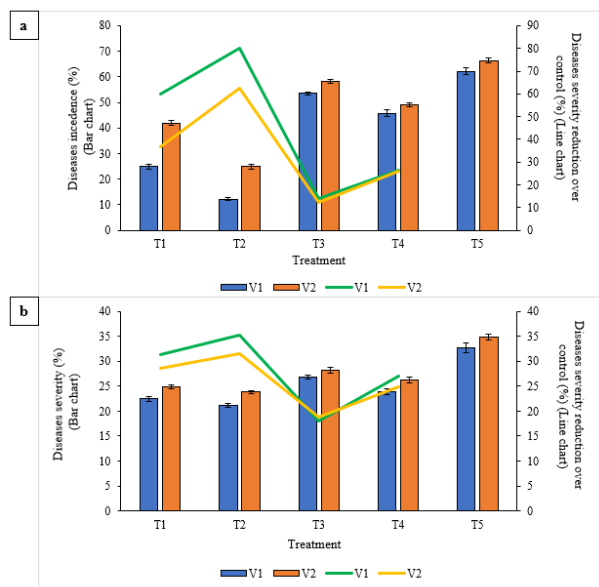 a
80
70
60
50
40
30
20
10
0
Diseases incedence (%)
(Bar chart)
90
80
70
60
50
40
30
20
10
0
Diseases severity reduction over
control (%) (Line chart)
T1 T2 T3 T4 T5
Treatment
V1 V2 V1 V2
b
40
35
30
25
20
15
10
5
0
Diseases severity (%)
(Bar chart)
40
35
30
25
20
15
10
5
0
Diseases severity reduction over
control (%) (Line chart)
T1 T2 T3 T4 T5
Treatment
V1 V2 V1 V2